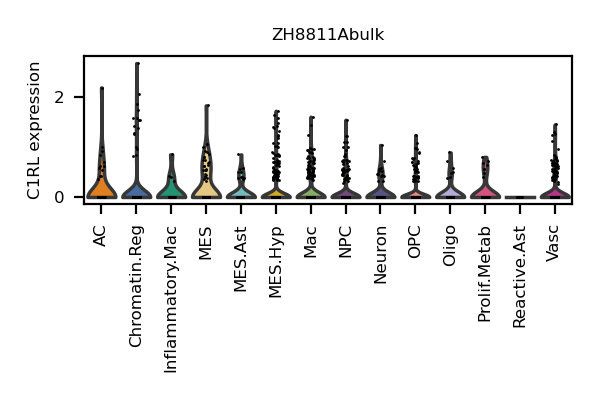 ZH8811Abulk
C1RL expression
2
0
AC
Chromatin.Reg
Inflammatory.Mac
MES
MES.Ast
MES.Hyp
Mac
NPC
Neuron
OPC
Oligo
Prolif.Metab
Reactive.Ast
Vasc